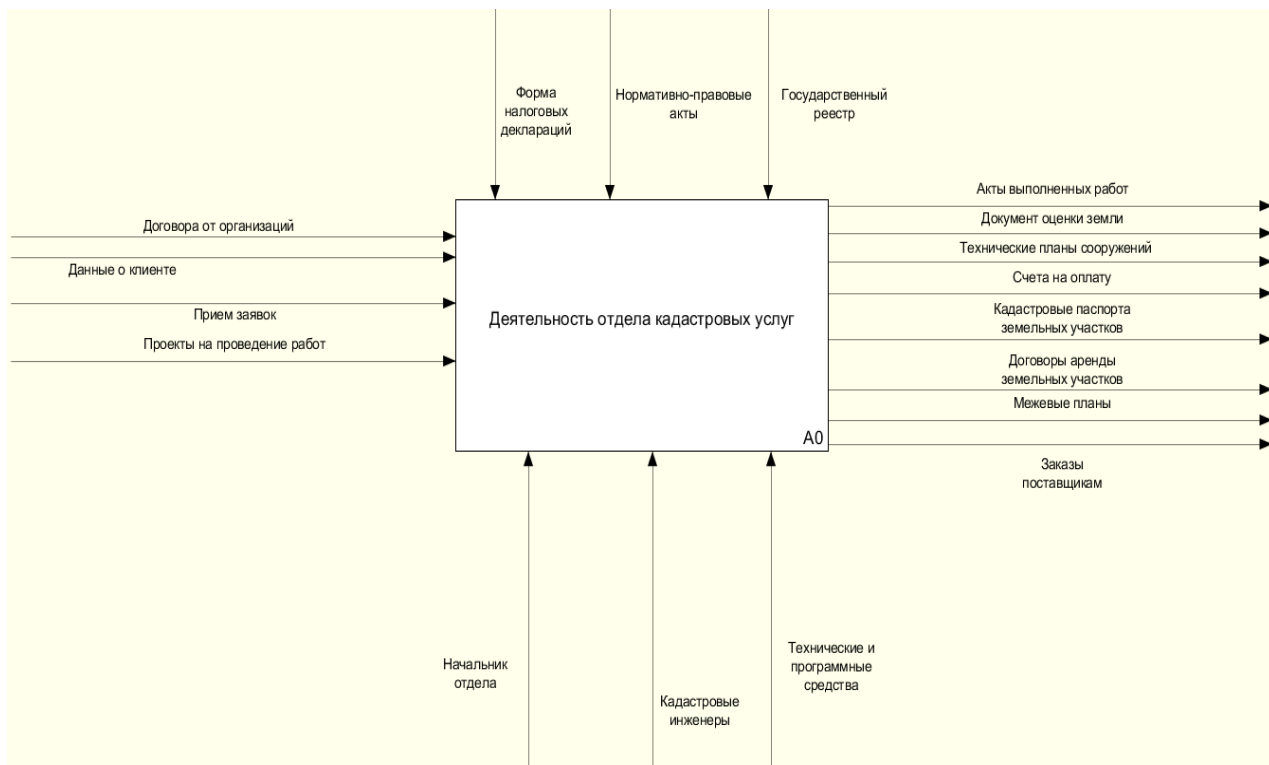 Форма
налоговых
деклараций
Нормативно-правовые
акты
Государственный
реестр
Договора от организаций
Данные о клиенте
Прием заявок
Проекты на проведение работ
Деятельность отдела кадастровых услуг
A0
Акты выполненных работ
Документ оценки земли
Технические планы сооружений
Счета на оплату
Кадастровые паспорта
земельных участков
Договоры аренды
земельных участков
Межевые планы
Заказы
поставщикам
Начальник
отдела
Кадастровые
инженеры
Технические и
программные
средства